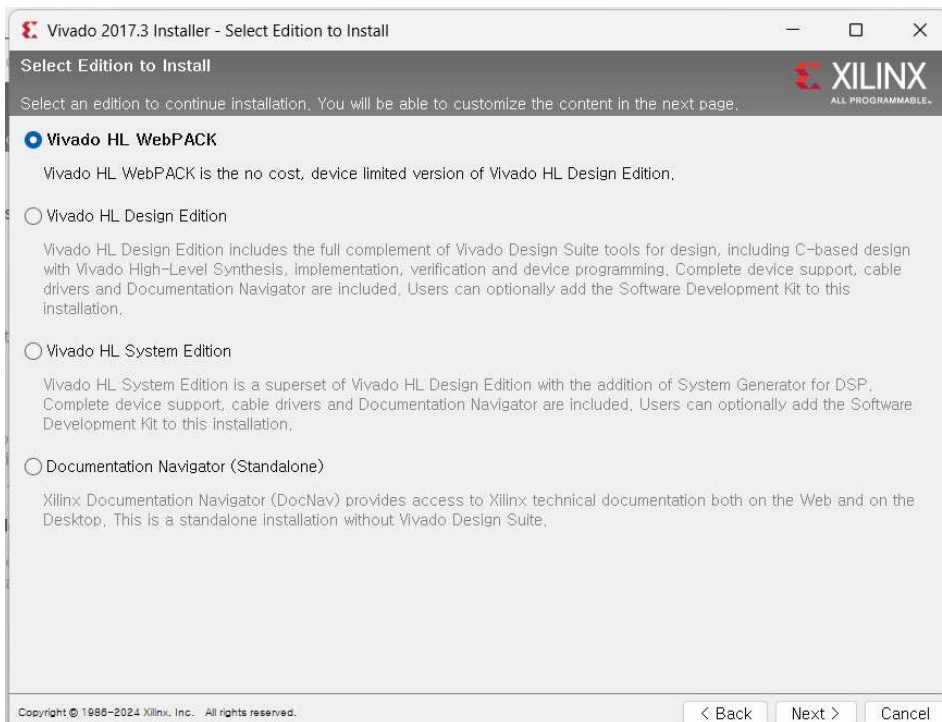 Vivado 2017.3 Installer - Select Edition to Install
Select Edition to Install
Select an edition to continue installation. You will be able to customize the content in the next page.
XILINX
ALL PROGRAMMABLE.
Vivado HL WebPACK
Vivado HL WebPACK is the no cost, device limited version of Vivado HL Design Edition.
Vivado HL Design Edition
Vivado HL Design Edition includes the full complement of Vivado Design Suite tools for design, including C-based design
with Vivado High-Level Synthesis, implementation, verification and device programming. Complete device support, cable
drivers and Documentation Navigator are included. Users can optionally add the Software Development Kit to this
installation.
Vivado HL System Edition
Vivado HL System Edition is a superset of Vivado HL Design Edition with the addition of System Generator for DSP.
Complete device support, cable drivers and Documentation Navigator are included. Users can optionally add the Software
Development Kit to this installation.
Documentation Navigator (Standalone)
Xilinx Documentation Navigator (DocNav) provides access to Xilinx technical documentation both on the Web and on the
Desktop. This is a standalone installation without Vivado Design Suite.
Copyright © 1986-2024 Xilinx, Inc. All rights reserved.
< Back Next > Cancel